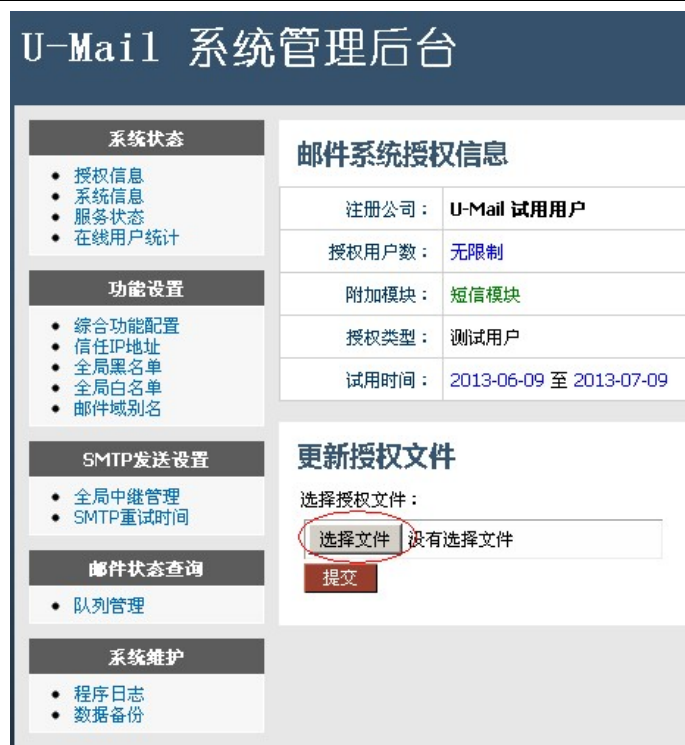 U-Mail 系统管理后台
系统状态
授权信息
系统信息
服务状态
在线用户统计
功能设置
综合功能配置
信任IP地址
全局黑名单
全局白名单
邮件域别名
SMTP发送设置
全局中继管理
SMTP重试时间
邮件状态查询
队列管理
系统维护
程序日志
数据备份
邮件系统授权信息
注册公司： U-Mail 试用用户
授权用户数： 无限制
附加模块： 短信模块
授权类型： 测试用户
试用时间： 2013-06-09 至 2013-07-09
更新授权文件
选择授权文件：
选择文件 没有选择文件
提交